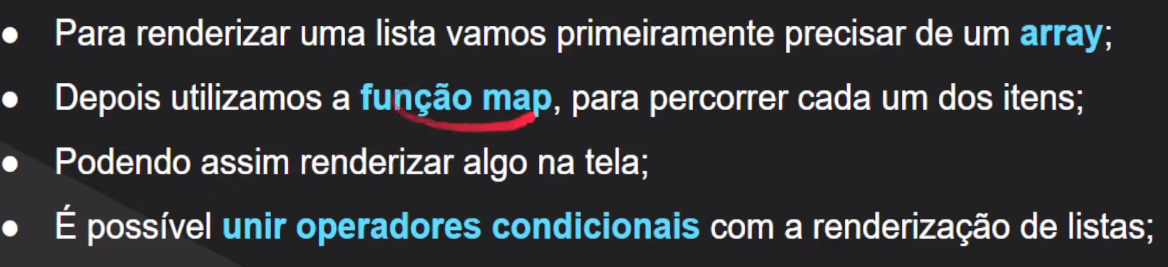 ● Para renderizar uma lista vamos primeiramente precisar de um array;
● Depois utilizamos a função map, para percorrer cada um dos itens;
● Podendo assim renderizar algo na tela;
● É possível unir operadores condicionais com a renderização de listas;